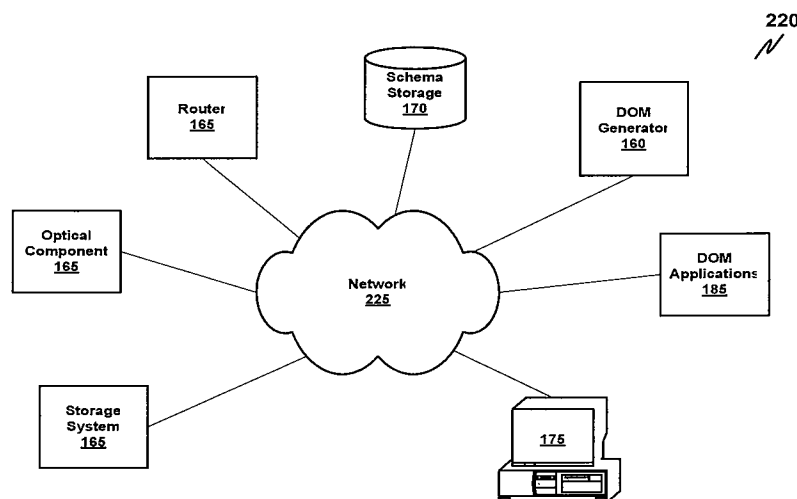 220
Schema
Storage
170
Router
165
DOM
Generator
160
Optical
Component
165
Network
225
DOM
Applications
185
Storage
System
165
175